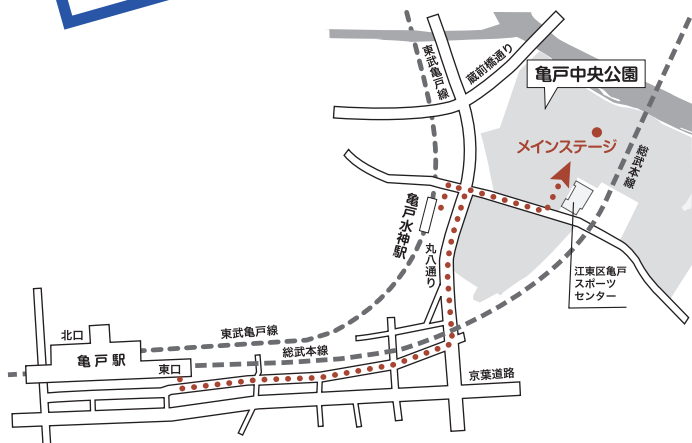 東武亀戸線
蔵前橋通り
亀戸中央公園
メインステージ
総武本線
亀戸水神駅
丸八通り
江東区亀戸
スポーツ
センター
東武亀戸線
総武本線
北口
亀戸駅
東口
京葉道路